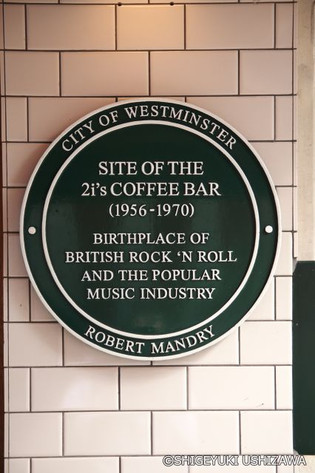 CITY OF WESTMINSTER
SITE OF THE
2i's COFFEE BAR
(1956-1970)
BIRTHPLACE OF
BRITISH ROCK 'N ROLL
AND THE POPULAR
MUSIC INDUSTRY
ROBERT MANDRY
©SHIGEYUKI USHIZAWA